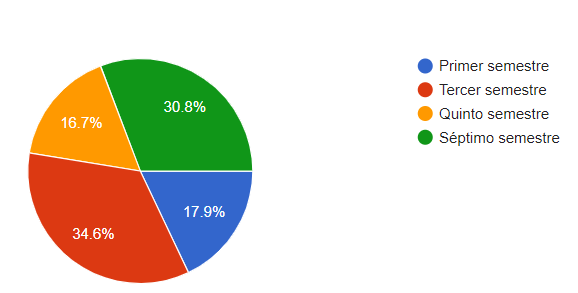 Primer semestre
Tercer semestre
Quinto semestre
Séptimo semestre
30.8%
16.7%
17.9%
34.6%